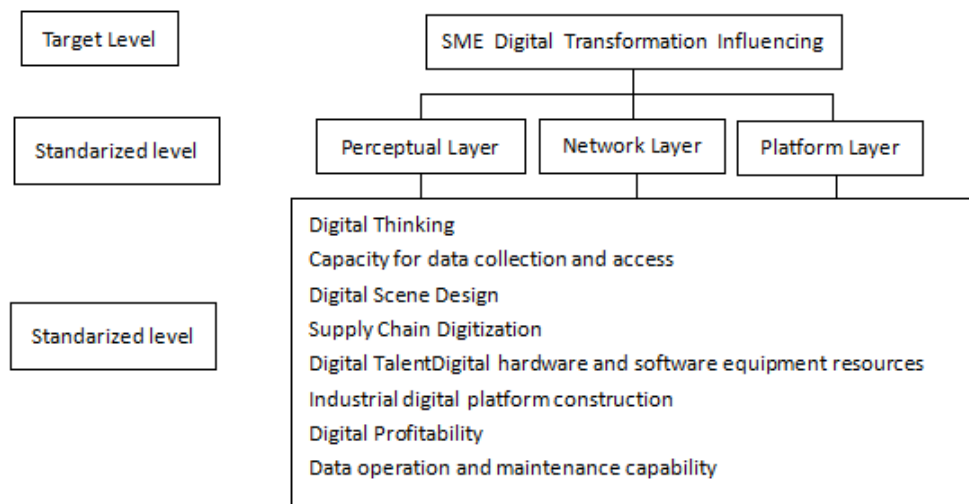 Target Level
SME Digital Transformation Influencing
Standarized level
Perceptual Layer
Network Layer
Platform Layer
Standarized level
Digital Thinking
Capacity for data collection and access
Digital Scene Design
Supply Chain Digitization
Digital TalentDigital hardware and software equipment resources
Industrial digital platform construction
Digital Profitability
Data operation and maintenance capability